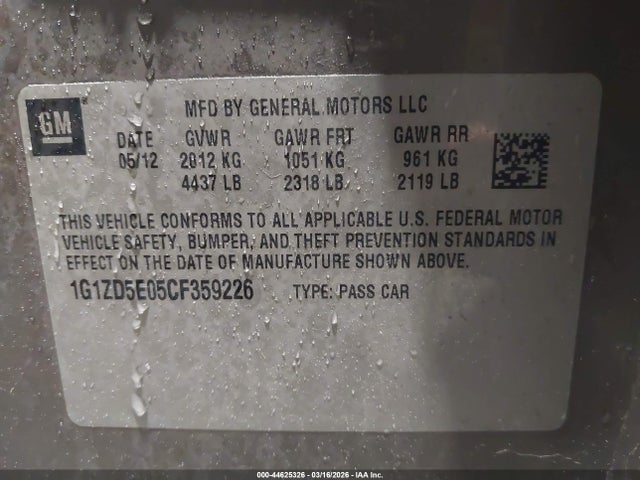 GM
MFD BY GENERAL MOTORS LLC
DATE GVWR GAWR FRT GAWR RR
05/12 2012 KG 1051 KG 961 KG
4437 LB 2318 LB 2119 LB
THIS VEHICLE CONFORMS TO ALL APPLICABLE U.S. FEDERAL MOTOR
VEHICLE SAFETY, BUMPER, AND THEFT PREVENTION STANDARDS IN
EFFECT ON THE DATE OF MANUFACTURE SHOWN ABOVE.
1G1ZD5E05CF359226 TYPE: PASS CAR
000-44625326 - 03/16/2026 - IAA Inc.